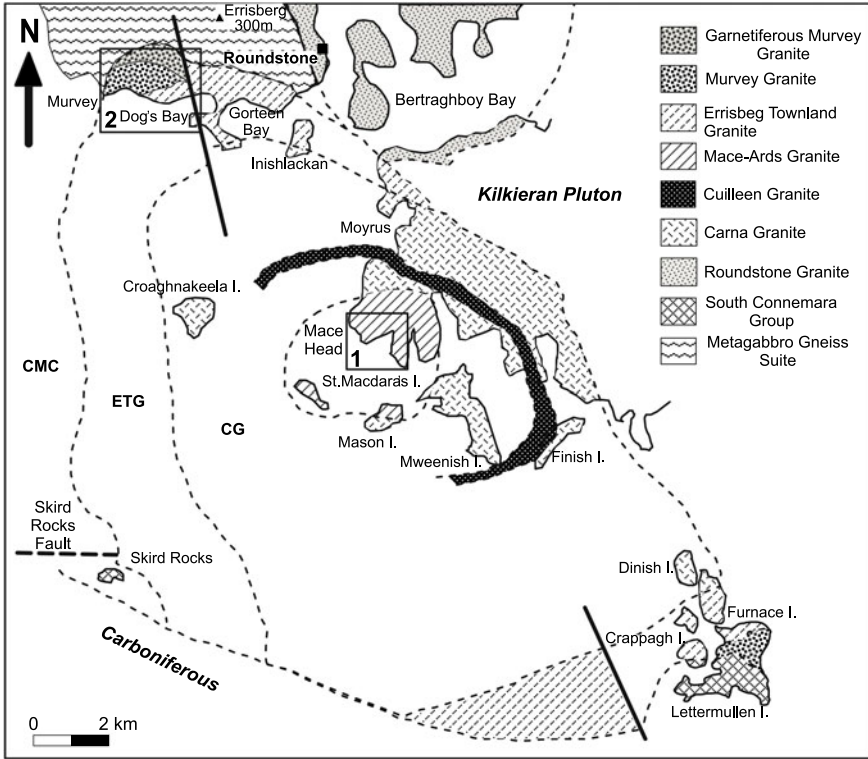 N
Errisberg
300m
Roundstone
Murvey
2
Dog's Bay
Gorteen
Bay
Inishlackan
Bertraghboy Bay
Kilkieran Pluton
Moyrus
Croaghnakeela I.
Mace
Head
1
St.Macdara's I.
CMC
ETG
CG
Mason I.
Mweenish I.
Finish I.
Skird
Rocks
Fault
Skird Rocks
Carboniferous
Dinish I.
Furnace I.
Crappagh I.
Lettermullen I.
0 2 km
Garnetiferous Murvey
Granite
Murvey Granite
Errisbeg Townland
Granite
Mace-Ards Granite
Cuilleen Granite
Carna Granite
Roundstone Granite
South Connemara
Group
Metagabbro Gneiss
Suite